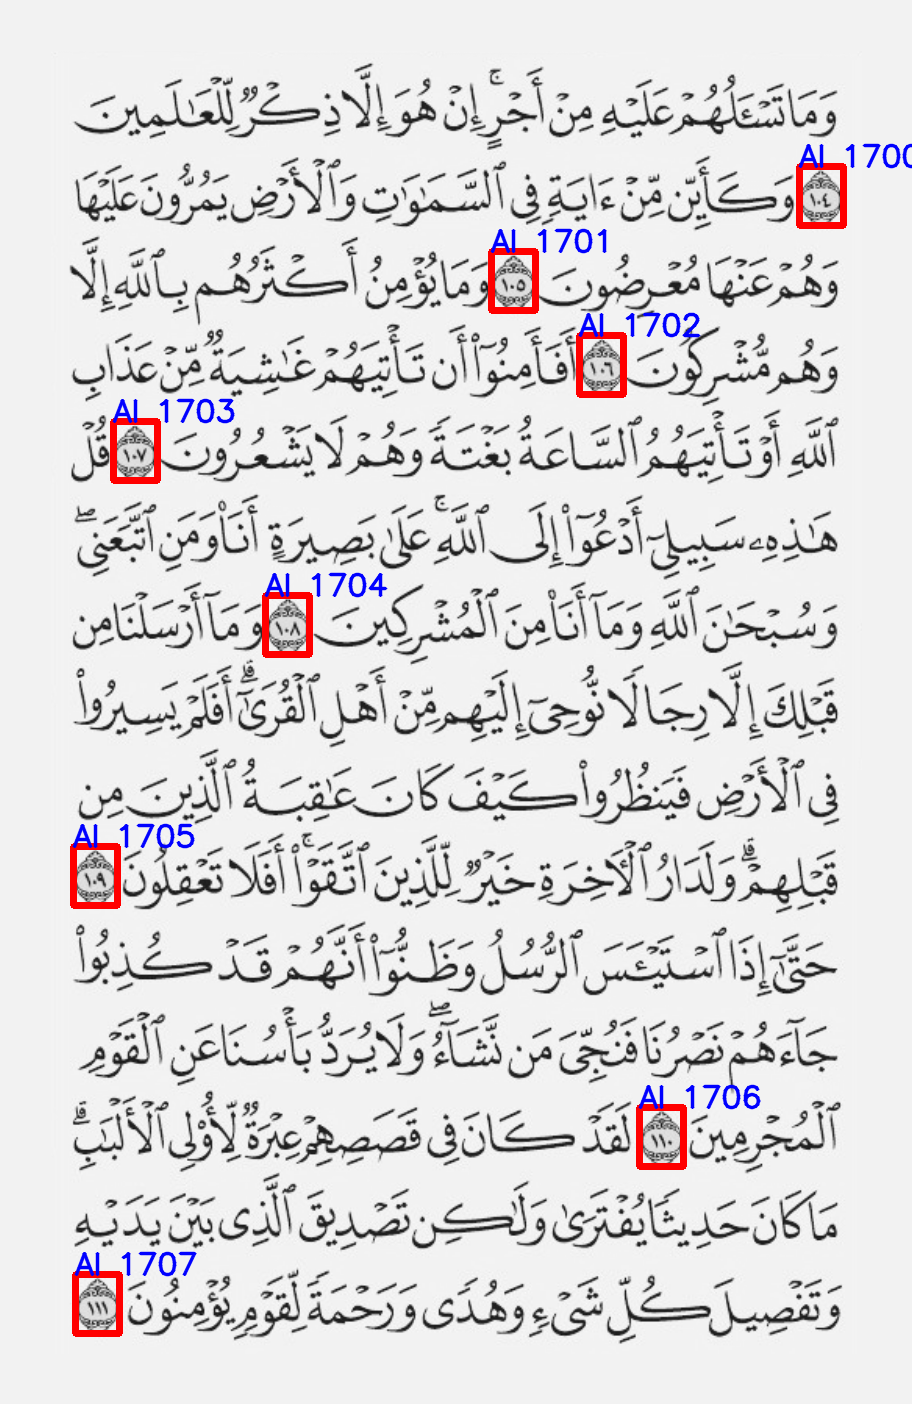 وَمَا تَسْـَٔلُهُمْ عَلَيْهِ مِنْ أَجْرٍ ۚ إِنْ هُوَ إِلَّا ذِكْرٌ لِّلْعَـٰلَمِينَ
AI 1700
١٠٤ وَكَأَيِّن مِّنْ ءَايَةٍ فِى ٱلسَّمَـٰوَٰتِ وَٱلْأَرْضِ يَمُرُّونَ عَلَيْهَا
AI 1701
وَهُمْ عَنْهَا مُعْرِضُونَ ١٠٥ وَمَا يُؤْمِنُ أَكْثَرُهُم بِٱللَّهِ إِلَّا
AI 1702
وَهُم مُّشْرِكُونَ ١٠٦ أَفَأَمِنُوٓا۟ أَن تَأْتِيَهُمْ غَـٰشِيَةٌ مِّنْ عَذَابِ
AI 1703
ٱللَّهِ أَوْ تَأْتِيَهُمُ ٱلسَّاعَةُ بَغْتَةً وَهُمْ لَا يَشْعُرُونَ ١٠٧ قُلْ
هَـٰذِهِۦ سَبِيلِىٓ أَدْعُوٓا۟ إِلَى ٱللَّهِ ۚ عَلَىٰ بَصِيرَةٍ أَنَا۠ وَمَنِ ٱتَّبَعَنِى ۖ
AI 1704
وَسُبْحَـٰنَ ٱللَّهِ وَمَآ أَنَا۠ مِنَ ٱلْمُشْرِكِينَ ١٠٨ وَمَآ أَرْسَلْنَا مِن
قَبْلِكَ إِلَّا رِجَالًا نُّوحِىٓ إِلَيْهِم مِّنْ أَهْلِ ٱلْقُرَىٰٓ ۗ أَفَلَمْ يَسِيرُوا۟
فِى ٱلْأَرْضِ فَيَنظُرُوا۟ كَيْفَ كَانَ عَـٰقِبَةُ ٱلَّذِينَ مِن
AI 1705
قَبْلِهِمْ ۗ وَلَدَارُ ٱلْـَٔاخِرَةِ خَيْرٌ لِّلَّذِينَ ٱتَّقَوْا۟ ۚ أَفَلَا تَعْقِلُونَ ١٠٩
حَتَّىٰٓ إِذَا ٱسْتَيْـَٔسَ ٱلرُّسُلُ وَظَنُّوٓا۟ أَنَّهُمْ قَدْ كُذِبُوا۟
جَآءَهُمْ نَصْرُنَا فَنُجِّىَ مَن نَّشَآءُ ۖ وَلَا يُرَدُّ بَأْسُنَا عَنِ ٱلْقَوْمِ
AI 1706
ٱلْمُجْرِمِينَ ١١٠ لَقَدْ كَانَ فِى قَصَصِهِمْ عِبْرَةٌ لِّأُو۟لِى ٱلْأَلْبَـٰبِ ۗ
مَا كَانَ حَدِيثًا يُفْتَرَىٰ وَلَـٰكِن تَصْدِيقَ ٱلَّذِى بَيْنَ يَدَيْهِ
AI 1707
وَتَفْصِيلَ كُلِّ شَىْءٍ وَهُدًى وَرَحْمَةً لِّقَوْمٍ يُؤْمِنُونَ ١١١